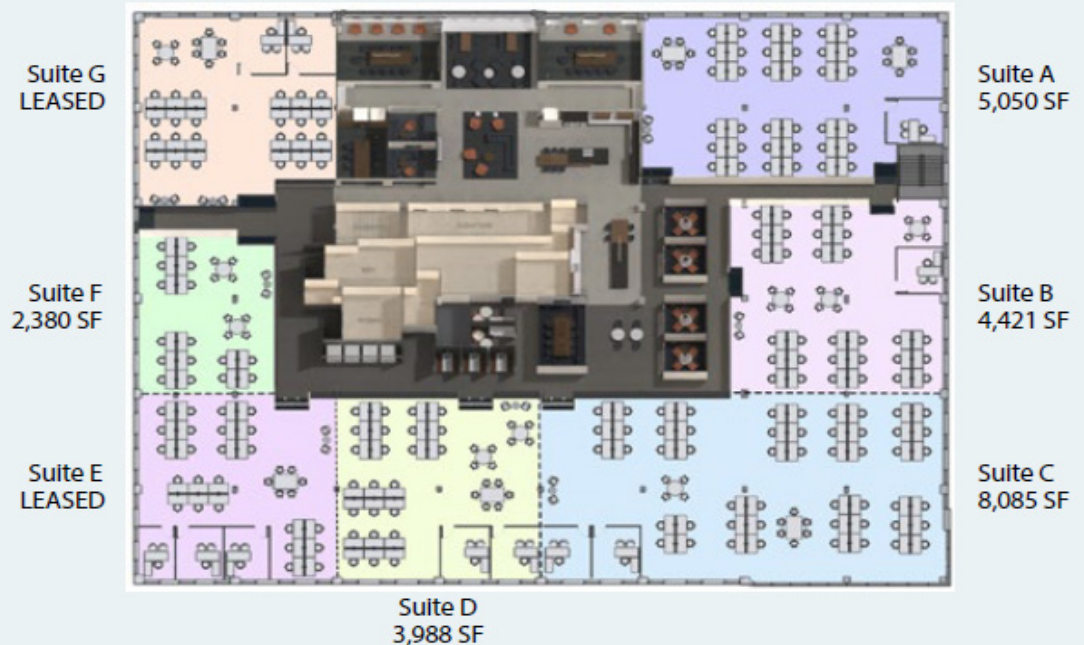 Suite G
LEASED
Suite A
5,050 SF
Suite F
2,380 SF
Suite B
4,421 SF
Suite E
LEASED
Suite C
8,085 SF
Suite D
3,988 SF